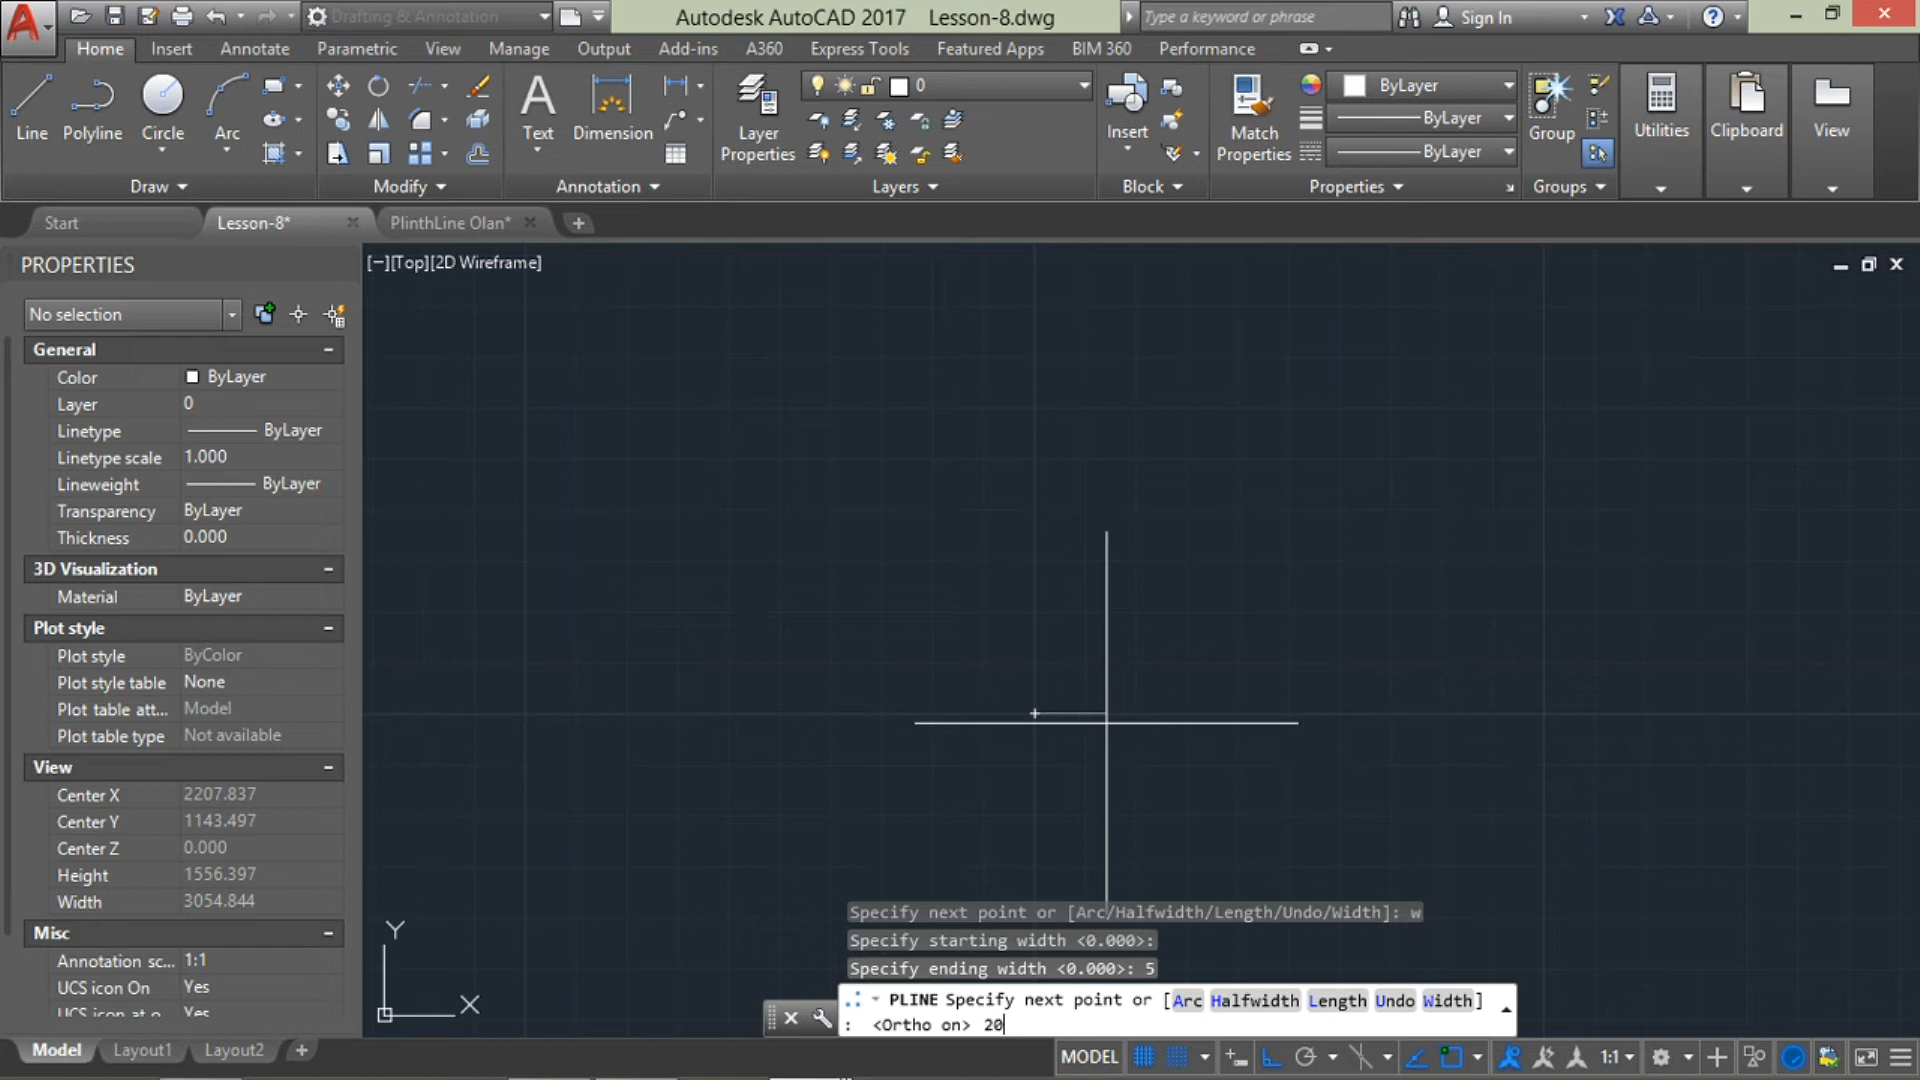 Drafting & Annotation
Autodesk AutoCAD 2017 Lesson-8.dwg
Type a keyword or phrase
Sign In
Home Insert Annotate Parametric View Manage Output Add-ins A360 Express Tools Featured Apps BIM 360 Performance
0
ByLayer
ByLayer
ByLayer
Line Polyline Circle Arc
Text Dimension
Layer
Properties
Insert
Match
Properties
Group
Utilities Clipboard View
Draw Modify Annotation Layers Block Properties Groups
Start Lesson-8* PlinthLine Olan*
PROPERTIES
[−][Top][2D Wireframe]
No selection
General
Color ByLayer
Layer 0
Linetype ByLayer
Linetype scale 1.000
Lineweight ByLayer
Transparency ByLayer
Thickness 0.000
3D Visualization
Material ByLayer
Plot style
Plot style ByColor
Plot style table None
Plot table att... Model
Plot table type Not available
View
Center X 2207.837
Center Y 1143.497
Center Z 0.000
Height 1556.397
Width 3054.844
Misc
Annotation sc... 1:1
UCS icon On Yes
UCS icon at o... Yes
Y
X
Specify next point or [Arc/Halfwidth/Length/Undo/Width]: w
Specify starting width <0.000>:
Specify ending width <0.000>: 5
PLINE Specify next point or [Arc Halfwidth Length Undo Width]
: <Ortho on> 20
Model Layout1 Layout2
MODEL 1:1